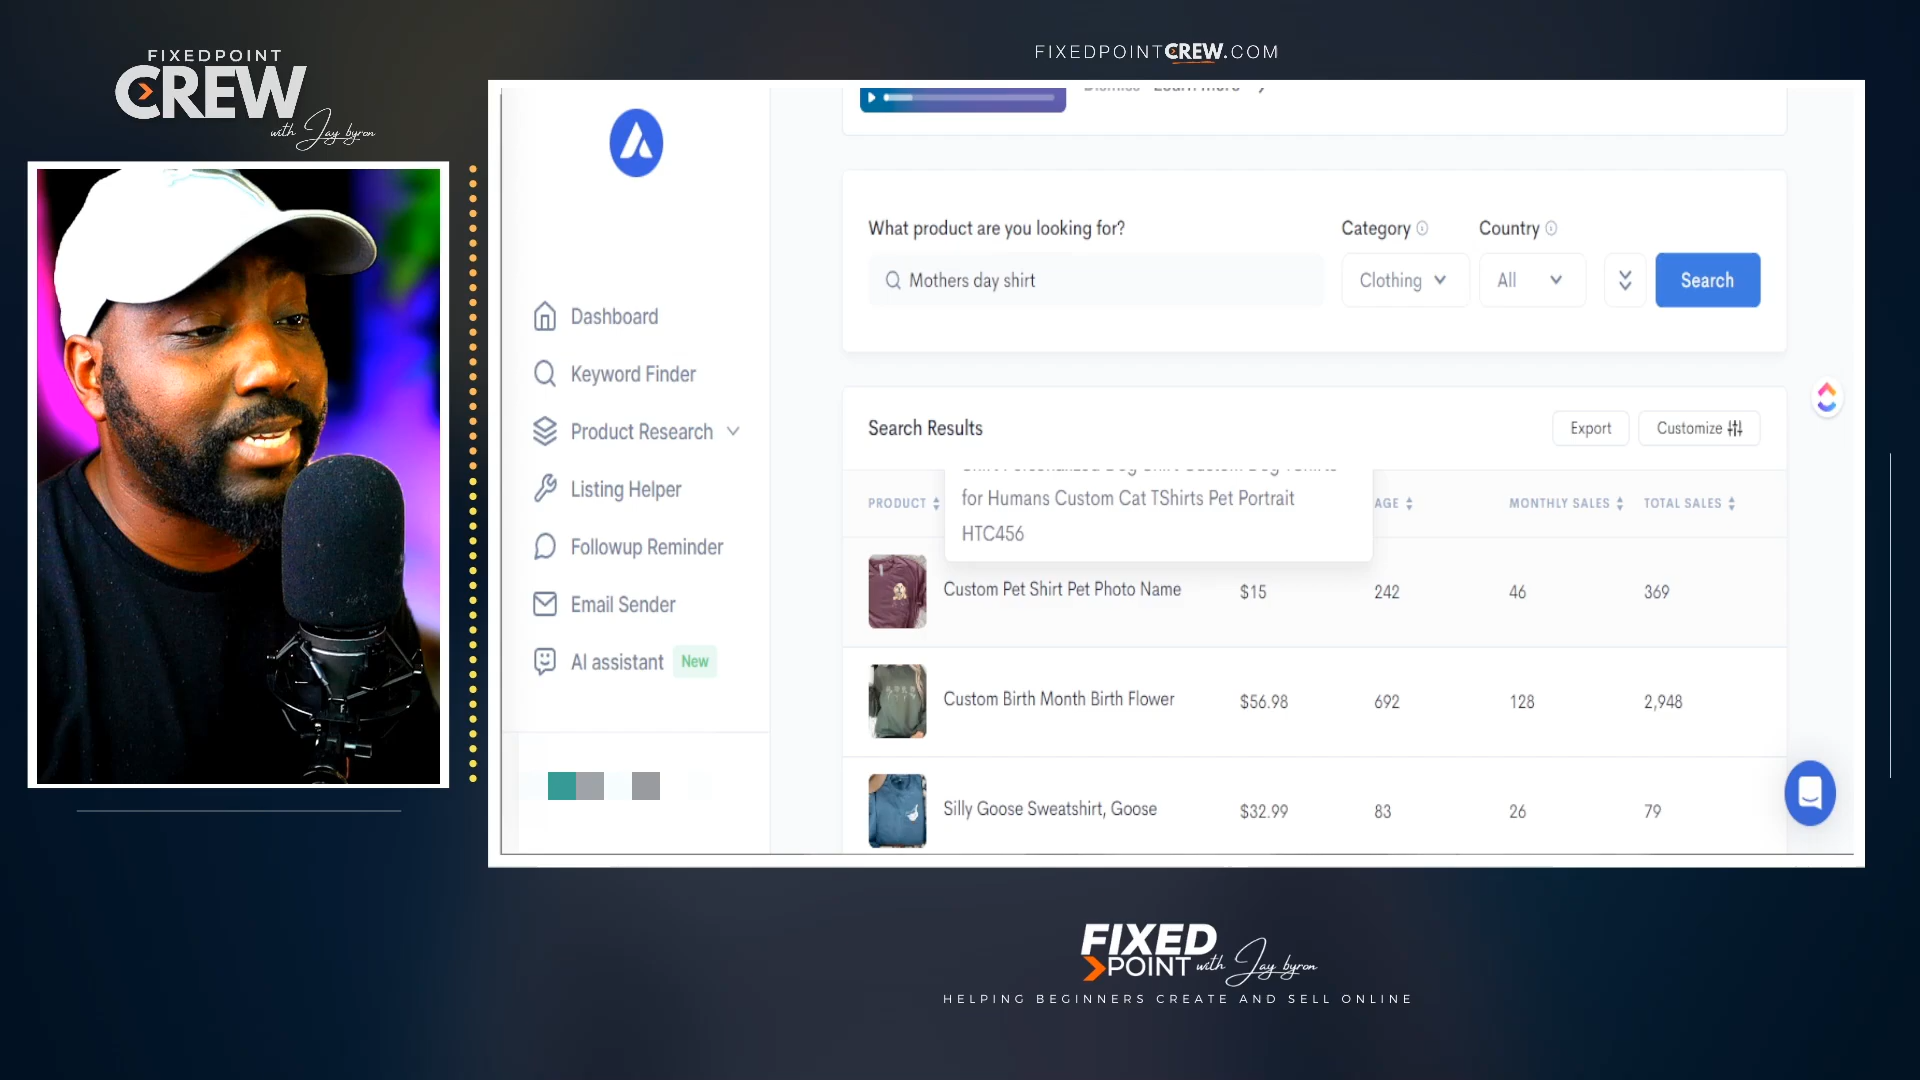 FIXEDPOINT
CREW
with Jay byron
FIXEDPOINTCREW.COM
Learn more
What product are you looking for?
Category
Country
Mothers day shirt
Clothing
All
Search
Dashboard
Keyword Finder
Product Research
Listing Helper
Followup Reminder
Email Sender
AI assistant New
Search Results
Export
Customize
PRODUCT
AGE
MONTHLY SALES
TOTAL SALES
for Humans Custom Cat TShirts Pet Portrait
HTC456
Custom Pet Shirt Pet Photo Name $15 242 46 369
Custom Birth Month Birth Flower $56.98 692 128 2,948
Silly Goose Sweatshirt, Goose $32.99 83 26 79
FIXED
POINT with Jay byron
HELPING BEGINNERS CREATE AND SELL ONLINE